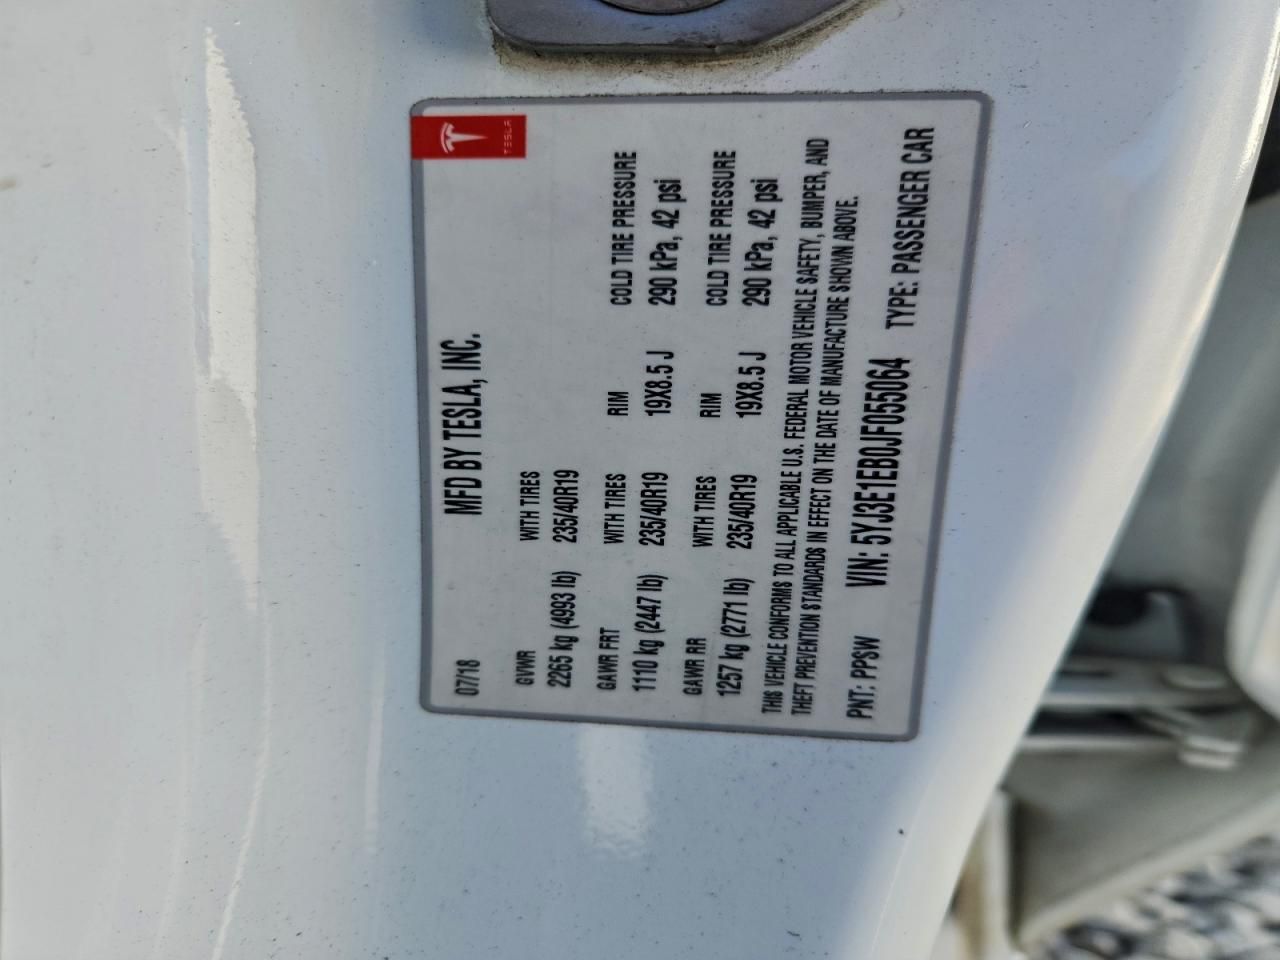 TESLA
07/18 MFD BY TESLA, INC.
GVWR WITH TIRES
2265 kg (4993 lb) 235/40R19
GAWR FRT WITH TIRES RIM COLD TIRE PRESSURE
1110 kg (2447 lb) 235/40R19 19X8.5 J 290 kPa, 42 psi
GAWR RR WITH TIRES RIM COLD TIRE PRESSURE
1257 kg (2771 lb) 235/40R19 19X8.5 J 290 kPa, 42 psi
THIS VEHICLE CONFORMS TO ALL APPLICABLE U.S. FEDERAL MOTOR VEHICLE SAFETY, BUMPER, AND
THEFT PREVENTION STANDARDS IN EFFECT ON THE DATE OF MANUFACTURE SHOWN ABOVE.
PNT: PPSW VIN: 5YJ3E1EB0JF055064 TYPE: PASSENGER CAR